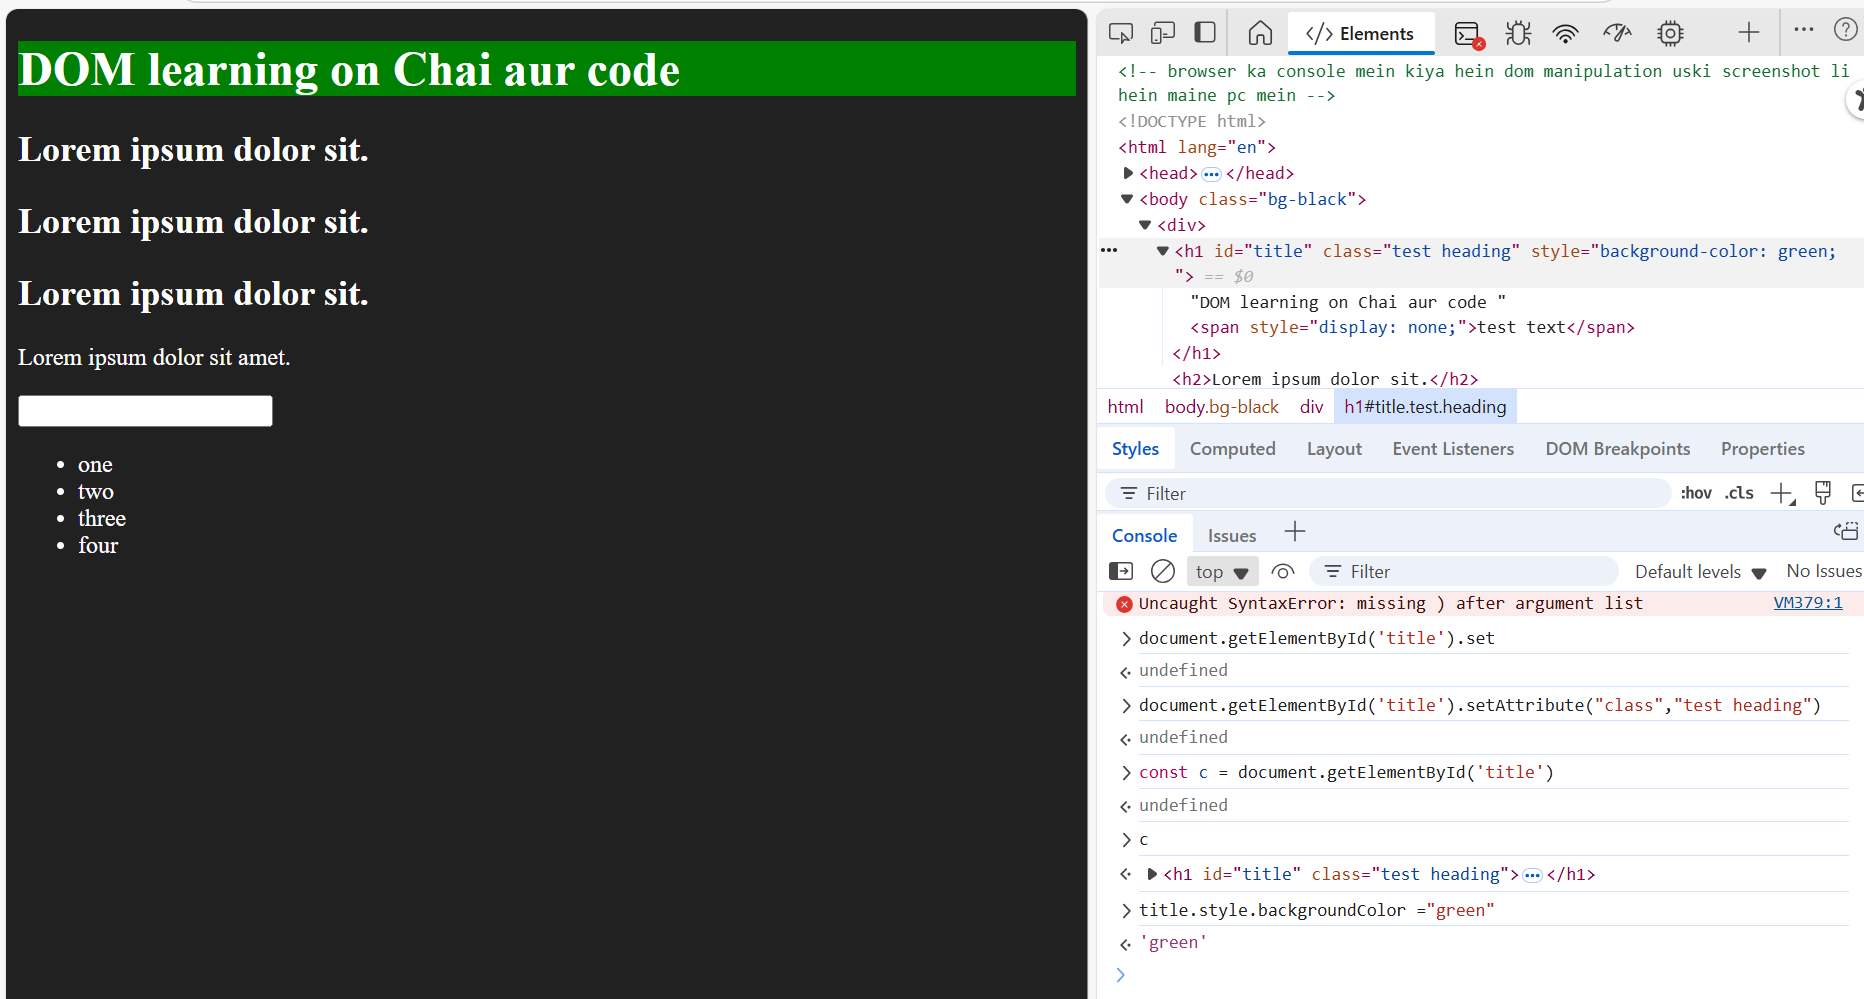 DOM learning on Chai aur code
Lorem ipsum dolor sit.
Lorem ipsum dolor sit.
Lorem ipsum dolor sit.
Lorem ipsum dolor sit amet.
• one
• two
• three
• four
Elements
<!-- browser ka console mein kiya hein dom manipulation uski screenshot li
hein maine pc mein -->
<!DOCTYPE html>
<html lang="en">
<head>…</head>
<body class="bg-black">
<div>
<h1 id="title" class="test heading" style="background-color: green;
"> == $0
"DOM learning on Chai aur code "
<span style="display: none;">test text</span>
</h1>
<h2>Lorem ipsum dolor sit.</h2>
html body.bg-black div h1#title.test.heading
Styles Computed Layout Event Listeners DOM Breakpoints Properties
Filter :hov .cls
Console Issues
top Filter Default levels No Issues
Uncaught SyntaxError: missing ) after argument list VM379:1
document.getElementById('title').set
undefined
document.getElementById('title').setAttribute("class","test heading")
undefined
const c = document.getElementById('title')
undefined
c
<h1 id="title" class="test heading">…</h1>
title.style.backgroundColor ="green"
'green'